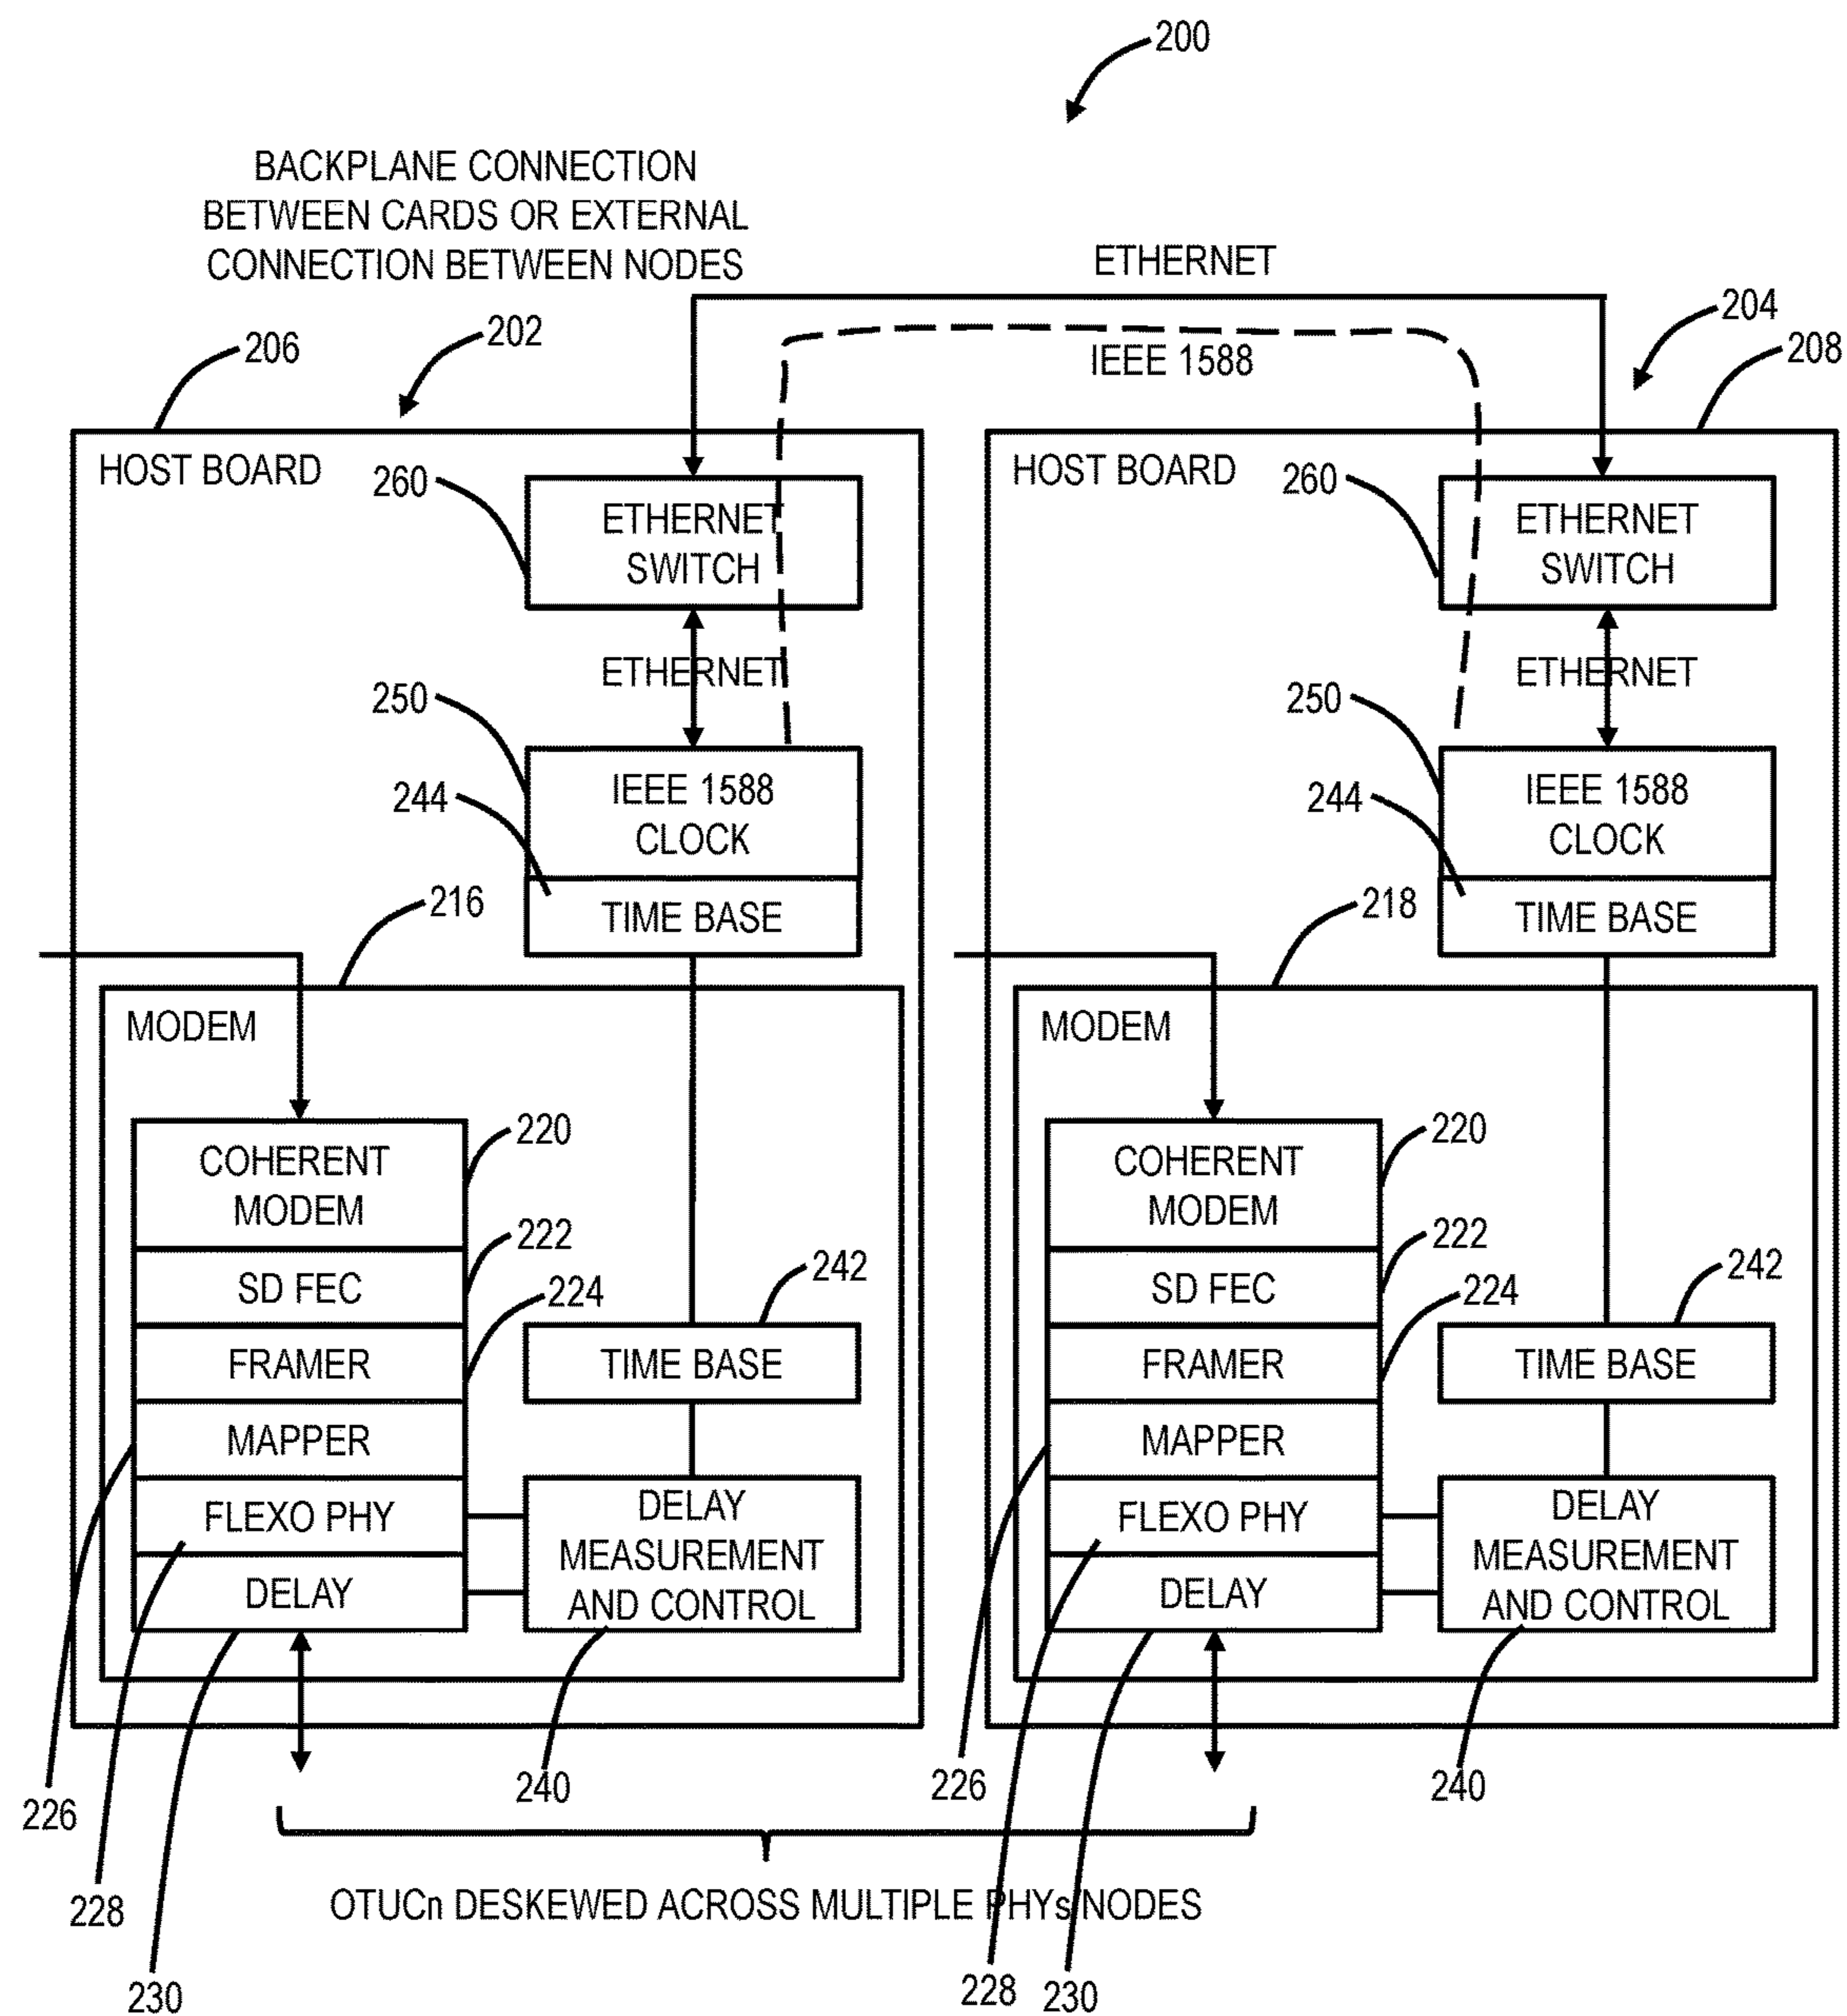 200
BACKPLANE CONNECTION
BETWEEN CARDS OR EXTERNAL
CONNECTION BETWEEN NODES
ETHERNET
206
202
IEEE 1588
204
208
HOST BOARD
260
ETHERNET
SWITCH
ETHERNET
250
244
IEEE 1588
CLOCK
TIME BASE
216
MODEM
COHERENT
MODEM
220
SD FEC
222
FRAMER
224
242
TIME BASE
MAPPER
FLEXO PHY
DELAY
DELAY
MEASUREMENT
AND CONTROL
226
228
230
240
HOST BOARD
260
ETHERNET
SWITCH
ETHERNET
250
244
IEEE 1588
CLOCK
TIME BASE
218
MODEM
COHERENT
MODEM
220
SD FEC
222
FRAMER
224
242
TIME BASE
MAPPER
FLEXO PHY
DELAY
DELAY
MEASUREMENT
AND CONTROL
226
228
230
240
OTUCn DESKEWED ACROSS MULTIPLE PHYs/NODES